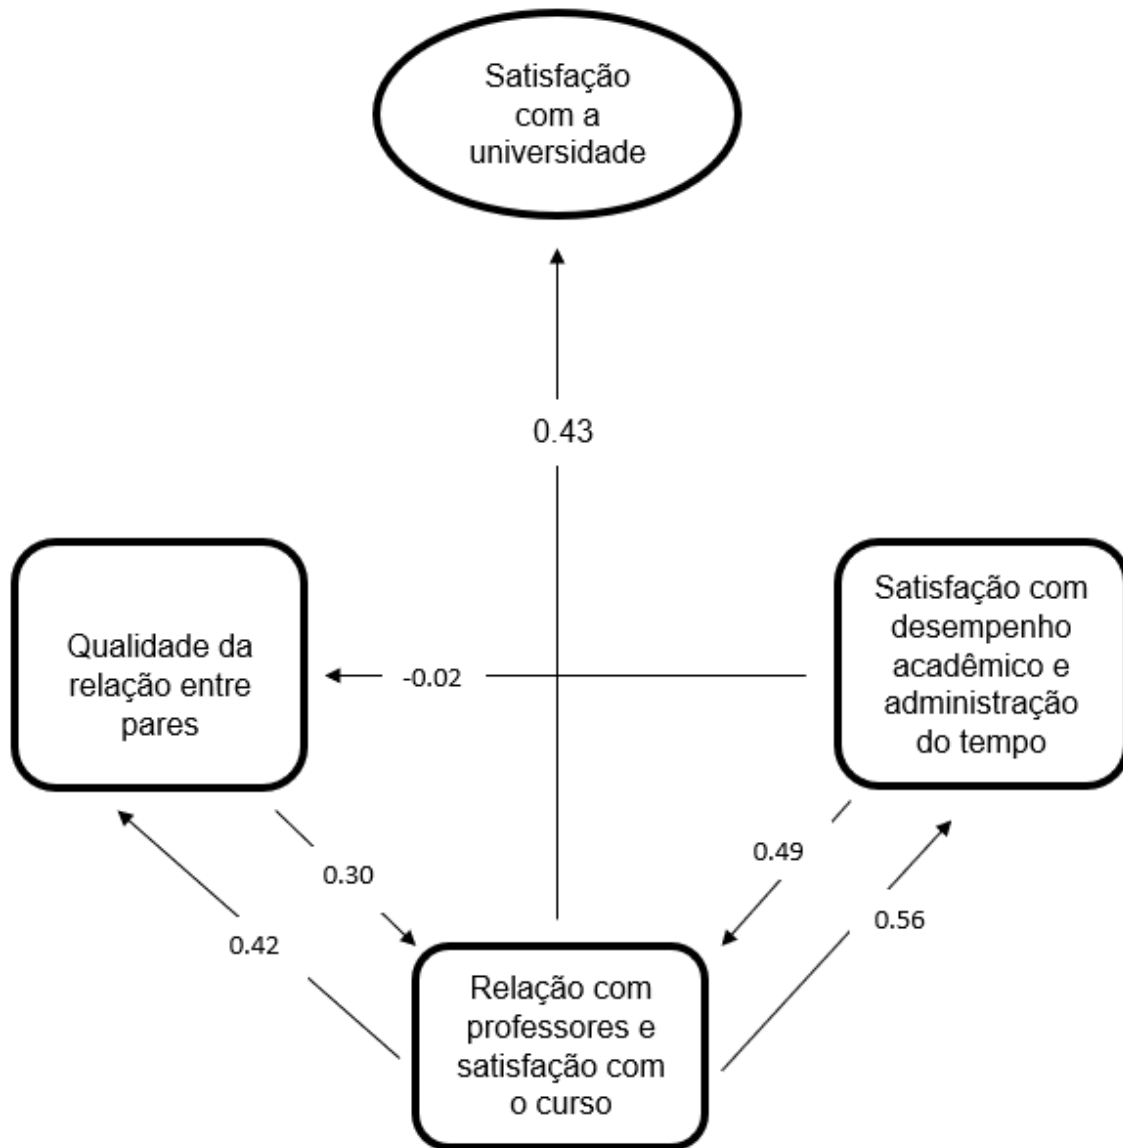 Satisfação
com a
universidade
0.43
Qualidade da
relação entre
pares
-0.02
Satisfação com
desempenho
acadêmico e
administração
do tempo
0.30
0.49
0.42
0.56
Relação com
professores e
satisfação com
o curso